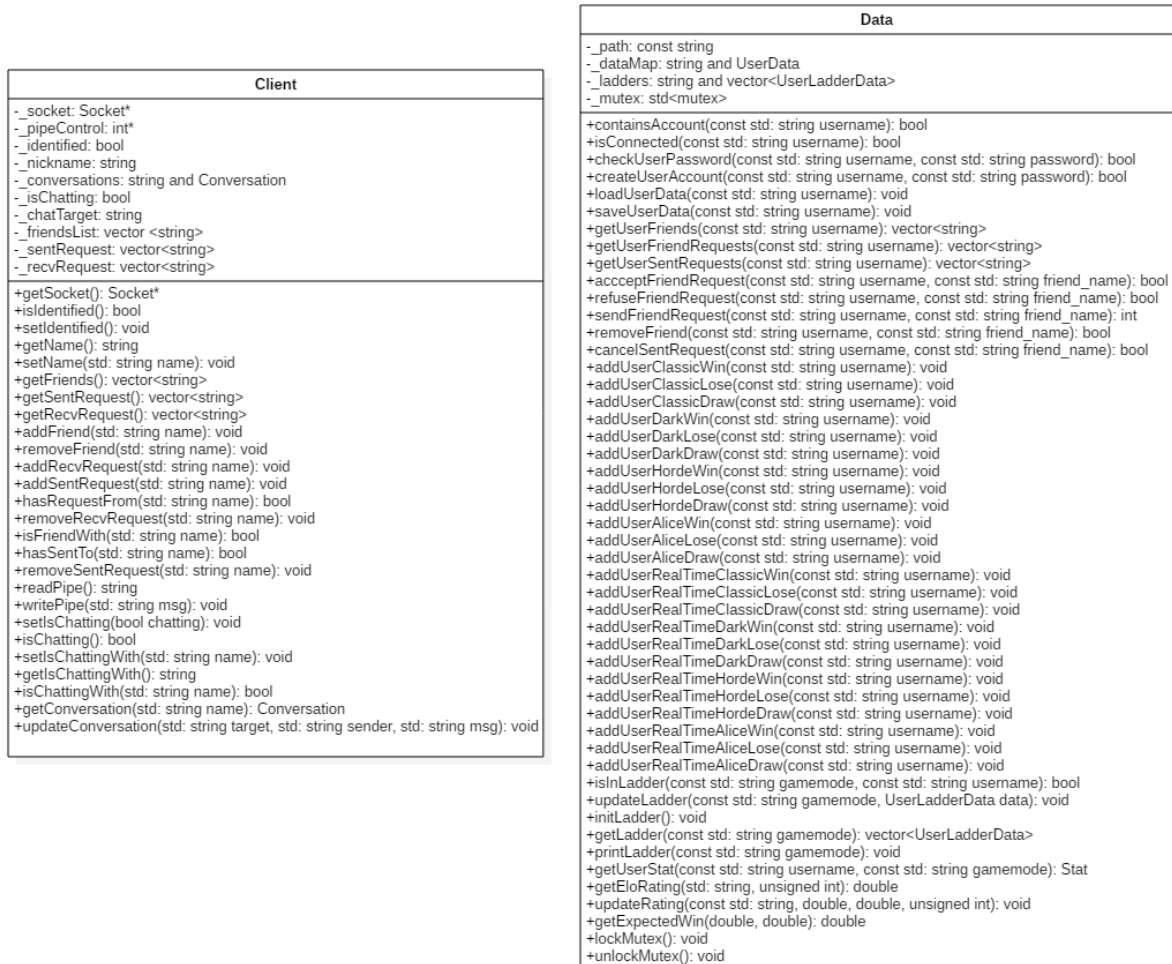 Client
-_socket: Socket*
-_pipeControl: int*
-_identified: bool
-_nickname: string
-_conversations: string and Conversation
-_isChatting: bool
-_chatTarget: string
-_friendsList: vector <string>
-_sentRequest: vector<string>
-_recvRequest: vector<string>
+getSocket(): Socket*
+isIdentified(): bool
+setIdentified(): void
+getName(): string
+setName(std: string name): void
+getFriends(): vector<string>
+getSentRequest(): vector<string>
+getRecvRequest(): vector<string>
+addFriend(std: string name): void
+removeFriend(std: string name): void
+addRecvRequest(std: string name): void
+addSentRequest(std: string name): void
+hasRequestFrom(std: string name): bool
+removeRecvRequest(std: string name): void
+isFriendWith(std: string name): bool
+hasSentTo(std: string name): bool
+removeSentRequest(std: string name): void
+readPipe(): string
+writePipe(std: string msg): void
+setIsChatting(bool chatting): void
+isChatting(): bool
+setIsChattingWith(std: string name): void
+getIsChattingWith(): string
+isChattingWith(std: string name): bool
+getConversation(std: string name): Conversation
+updateConversation(std: string target, std: string sender, std: string msg): void
Data
-_path: const string
-_dataMap: string and UserData
-_ladders: string and vector<UserLadderData>
-_mutex: std<mutex>
+containsAccount(const std: string username): bool
+isConnected(const std: string username): bool
+checkUserPassword(const std: string username, const std: string password): bool
+createUserAccount(const std: string username, const std: string password): bool
+loadUserData(const std: string username): void
+saveUserData(const std: string username): void
+getUserFriends(const std: string username): vector<string>
+getUserFriendRequests(const std: string username): vector<string>
+getUserSentRequests(const std: string username): vector<string>
+accceptFriendRequest(const std: string username, const std: string friend_name): bool
+refuseFriendRequest(const std: string username, const std: string friend_name): bool
+sendFriendRequest(const std: string username, const std: string friend_name): int
+removeFriend(const std: string username, const std: string friend_name): bool
+cancelSentRequest(const std: string username, const std: string friend_name): bool
+addUserClassicWin(const std: string username): void
+addUserClassicLose(const std: string username): void
+addUserClassicDraw(const std: string username): void
+addUserDarkWin(const std: string username): void
+addUserDarkLose(const std: string username): void
+addUserDarkDraw(const std: string username): void
+addUserHordeWin(const std: string username): void
+addUserHordeLose(const std: string username): void
+addUserHordeDraw(const std: string username): void
+addUserAliceWin(const std: string username): void
+addUserAliceLose(const std: string username): void
+addUserAliceDraw(const std: string username): void
+addUserRealTimeClassicWin(const std: string username): void
+addUserRealTimeClassicLose(const std: string username): void
+addUserRealTimeClassicDraw(const std: string username): void
+addUserRealTimeDarkWin(const std: string username): void
+addUserRealTimeDarkLose(const std: string username): void
+addUserRealTimeDarkDraw(const std: string username): void
+addUserRealTimeHordeWin(const std: string username): void
+addUserRealTimeHordeLose(const std: string username): void
+addUserRealTimeHordeDraw(const std: string username): void
+addUserRealTimeAliceWin(const std: string username): void
+addUserRealTimeAliceLose(const std: string username): void
+addUserRealTimeAliceDraw(const std: string username): void
+isInLadder(const std: string gamemode, const std: string username): bool
+updateLadder(const std: string gamemode, UserLadderData data): void
+initLadder(): void
+getLadder(const std: string gamemode): vector<UserLadderData>
+printLadder(const std: string gamemode): void
+getUserStat(const std: string username, const std: string gamemode): Stat
+getEloRating(std: string, unsigned int): double
+updateRating(const std: string, double, double, unsigned int): void
+getExpectedWin(double, double): double
+lockMutex(): void
+unlockMutex(): void